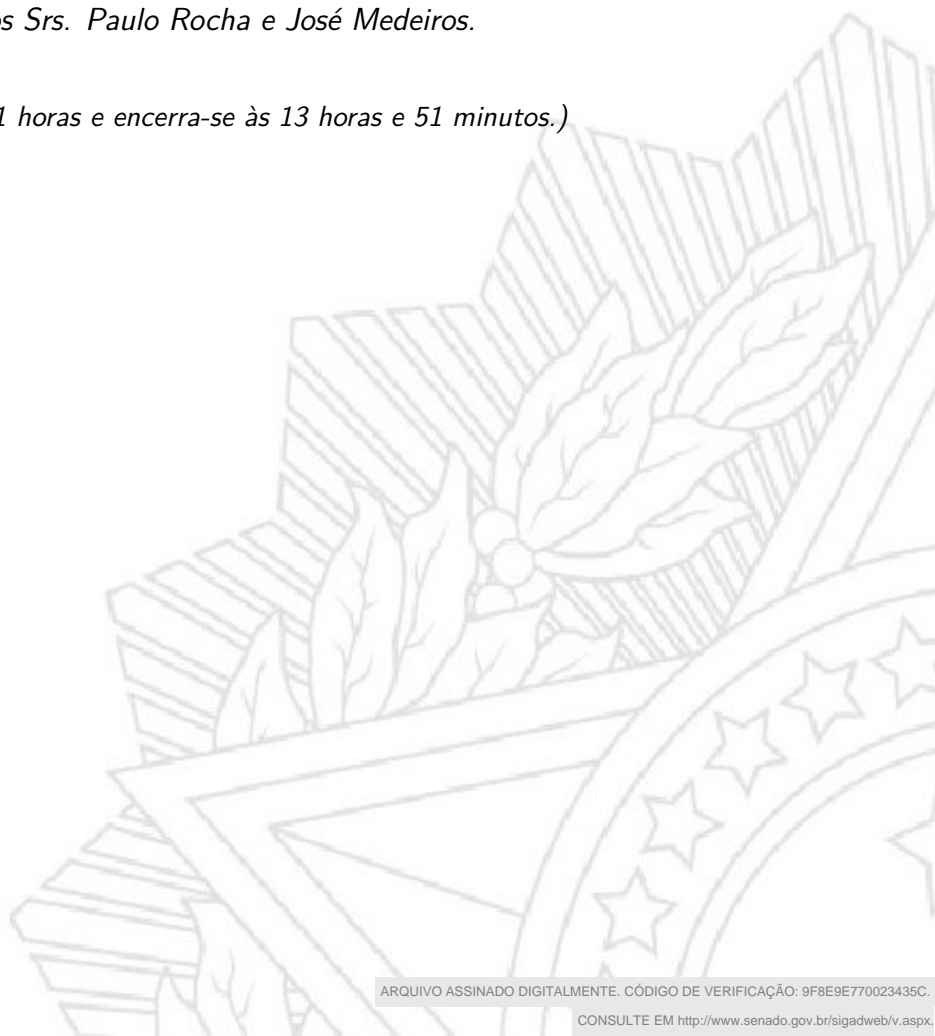 os Srs. Paulo Rocha e José Medeiros.
1 horas e encerra-se às 13 horas e 51 minutos.)
ARQUIVO ASSINADO DIGITALMENTE. CÓDIGO DE VERIFICAÇÃO: 9F8E9E770023435C.
CONSULTE EM http://www.senado.gov.br/sigadweb/v.aspx.